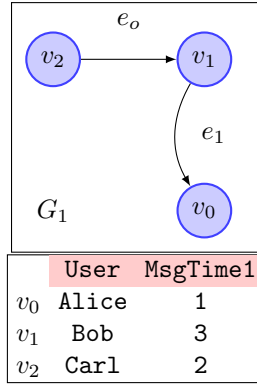 e_o
v_2 v_1
e_1
G_1 v_0
User MsgTime1
v_0 Alice 1
v_1 Bob 3
v_2 Carl 2